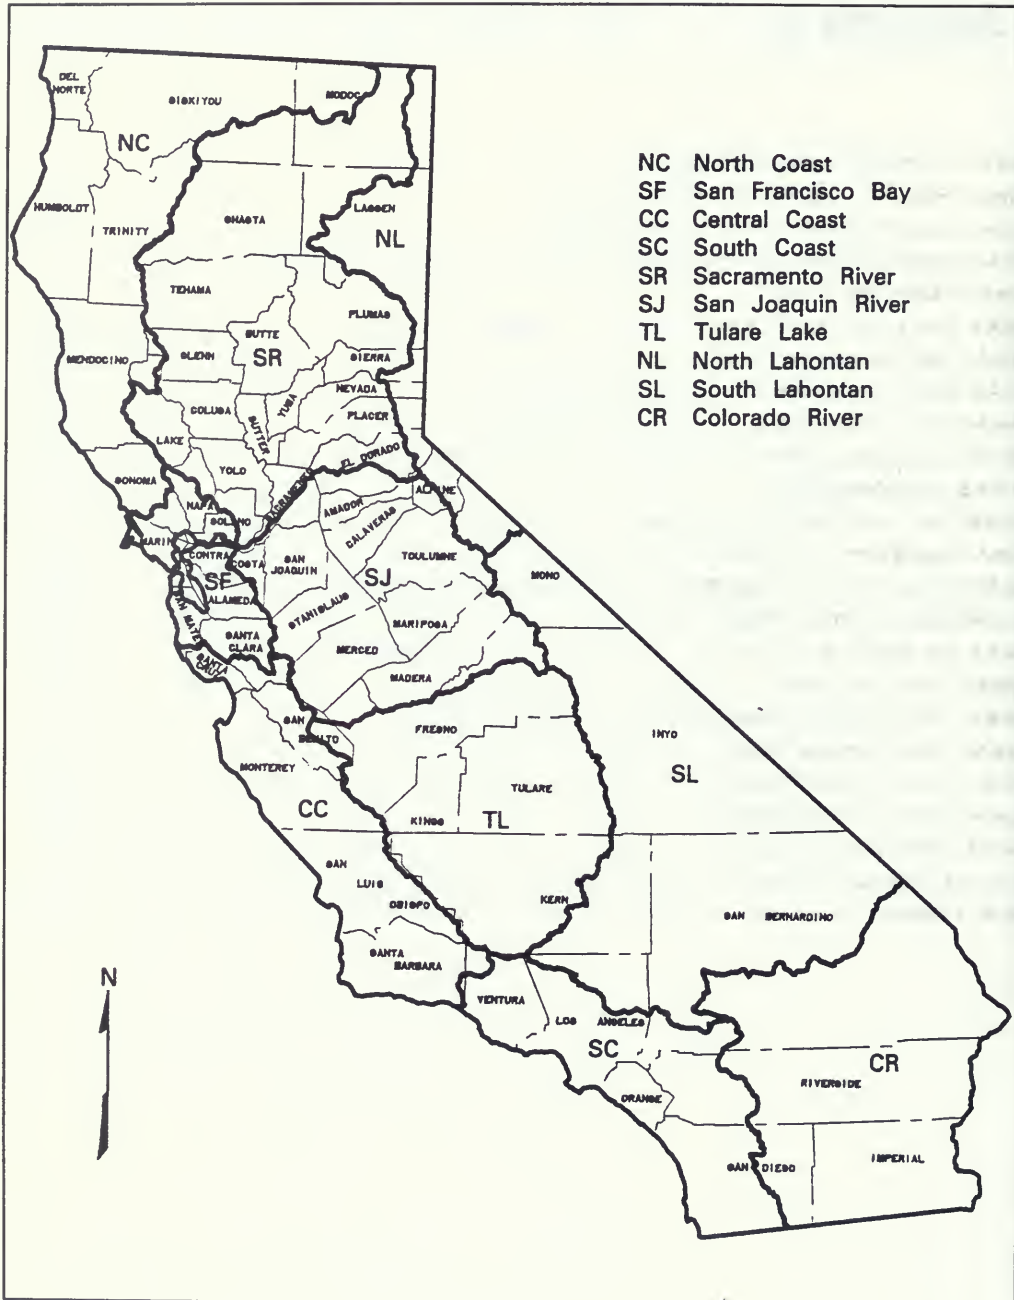 DEL
NORTE
SISKIYOU
MODOC
NC
HUMBOLDT
TRINITY
SHASTA
LASSEN
NL
TEHAMA
PLUMAS
BUTTE
GLENN
SR
SIERRA
MENDOCINO
NEVADA
YUBA
COLUSA
PLACER
SUTTER
LAKE
EL DORADO
YOLO
SONOMA
SACRAMENTO
ALPINE
NAPA
AMADOR
SOLANO
CALAVERAS
MARIN
CONTRA
COSTA
SAN
JOAQUIN
TOULUMNE
SF
SJ
MONO
ALAMEDA
STANISLAUS
SAN MATEO
MARIPOSA
SANTA
CLARA
MERCED
SANTA
CRUZ
MADERA
SAN
BENITO
FRESNO
INYO
MONTEREY
SL
TULARE
CC
KINGS
TL
SAN
LUIS
OBISPO
KERN
SAN BERNARDINO
SANTA
BARBARA
VENTURA
LOS ANGELES
SC
CR
RIVERSIDE
ORANGE
SAN DIEGO
IMPERIAL
N
NC North Coast
SF San Francisco Bay
CC Central Coast
SC South Coast
SR Sacramento River
SJ San Joaquin River
TL Tulare Lake
NL North Lahontan
SL South Lahontan
CR Colorado River